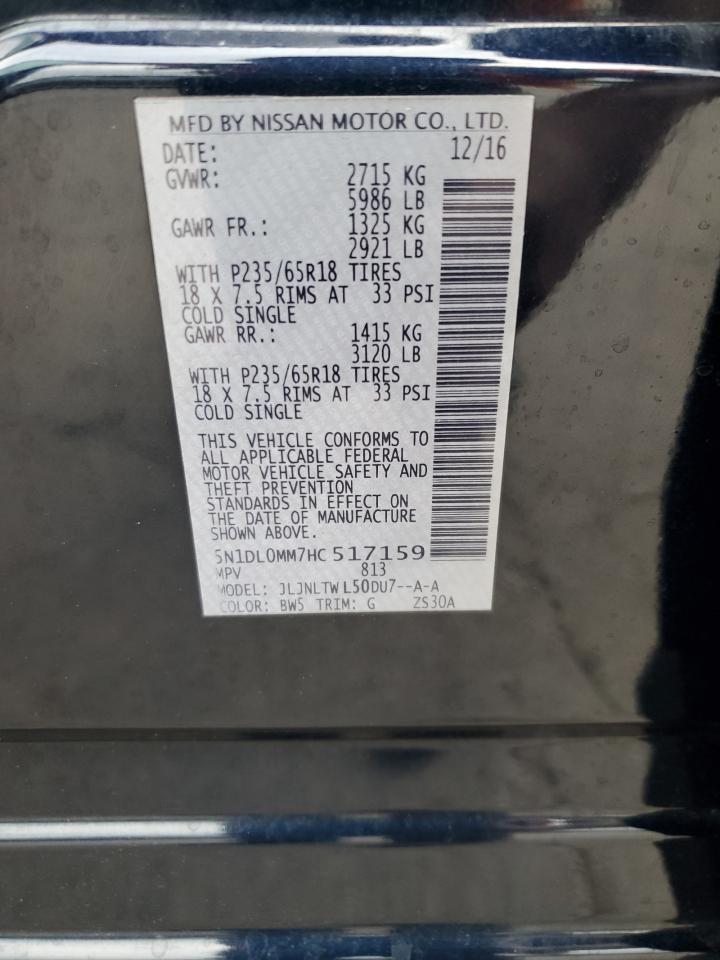 MFD BY NISSAN MOTOR CO., LTD.
DATE: 12/16
GVWR: 2715 KG
5986 LB
GAWR FR.: 1325 KG
2921 LB
WITH P235/65R18 TIRES
18 X 7.5 RIMS AT 33 PSI
COLD SINGLE
GAWR RR.: 1415 KG
3120 LB
WITH P235/65R18 TIRES
18 X 7.5 RIMS AT 33 PSI
COLD SINGLE
THIS VEHICLE CONFORMS TO
ALL APPLICABLE FEDERAL
MOTOR VEHICLE SAFETY AND
THEFT PREVENTION
STANDARDS IN EFFECT ON
THE DATE OF MANUFACTURE
SHOWN ABOVE.
5N1DL0MM7HC517159
MPV 813
MODEL: JLJNLTWL50DU7--A-A
COLOR: BW5 TRIM: G ZS30A